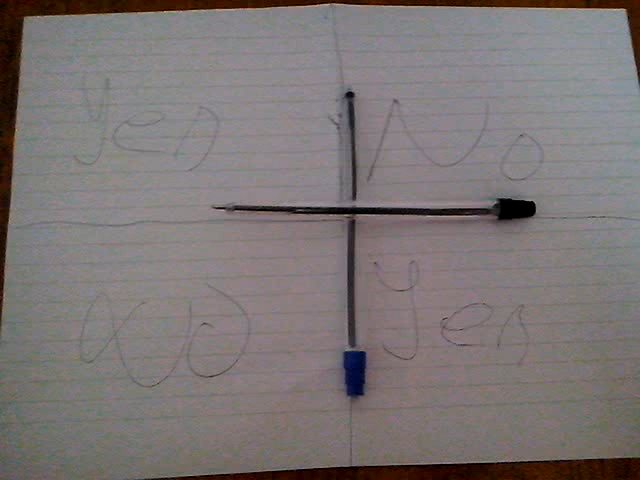 Yes No
No Yes